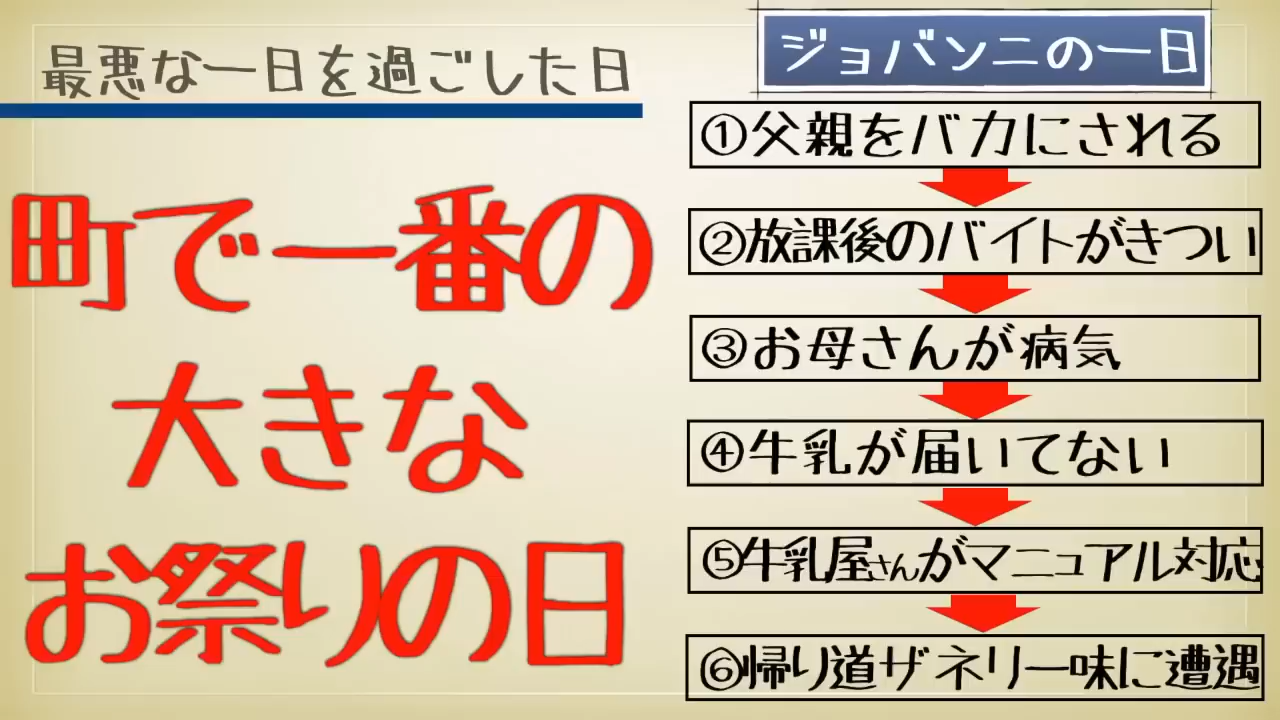 最悪な一日を過ごした日
町で一番の
大きな
お祭りの日
ジョバンニの一日
①父親をバカにされる
②放課後のバイトがきつい
③お母さんが病気
④牛乳が届いてない
⑤牛乳屋さんがマニュアル対応
⑥帰り道ザネリ一味に遭遇